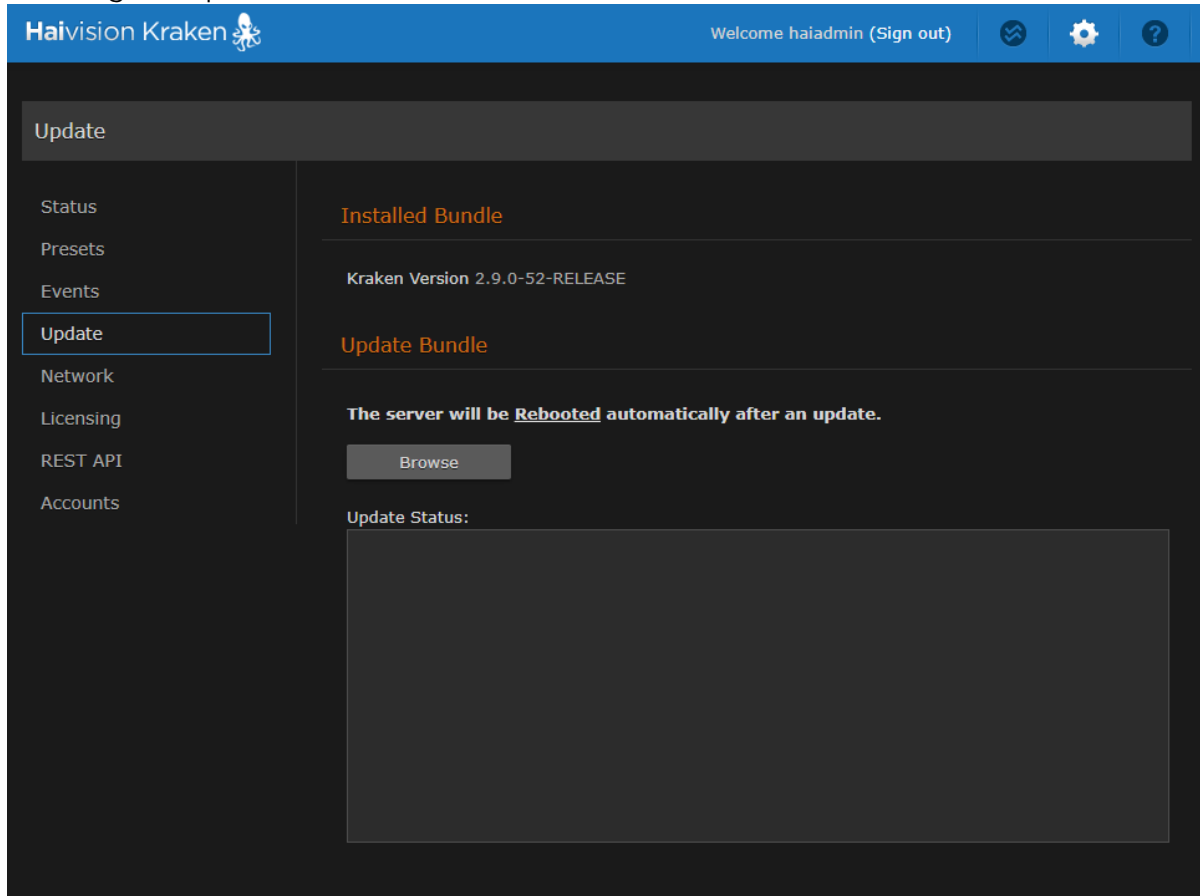 Haivision Kraken
Welcome haiadmin (Sign out)
?
Update
Status
Presets
Events
Update
Network
Licensing
REST API
Accounts
Installed Bundle
Kraken Version 2.9.0-52-RELEASE
Update Bundle
The server will be Rebooted automatically after an update.
Browse
Update Status: